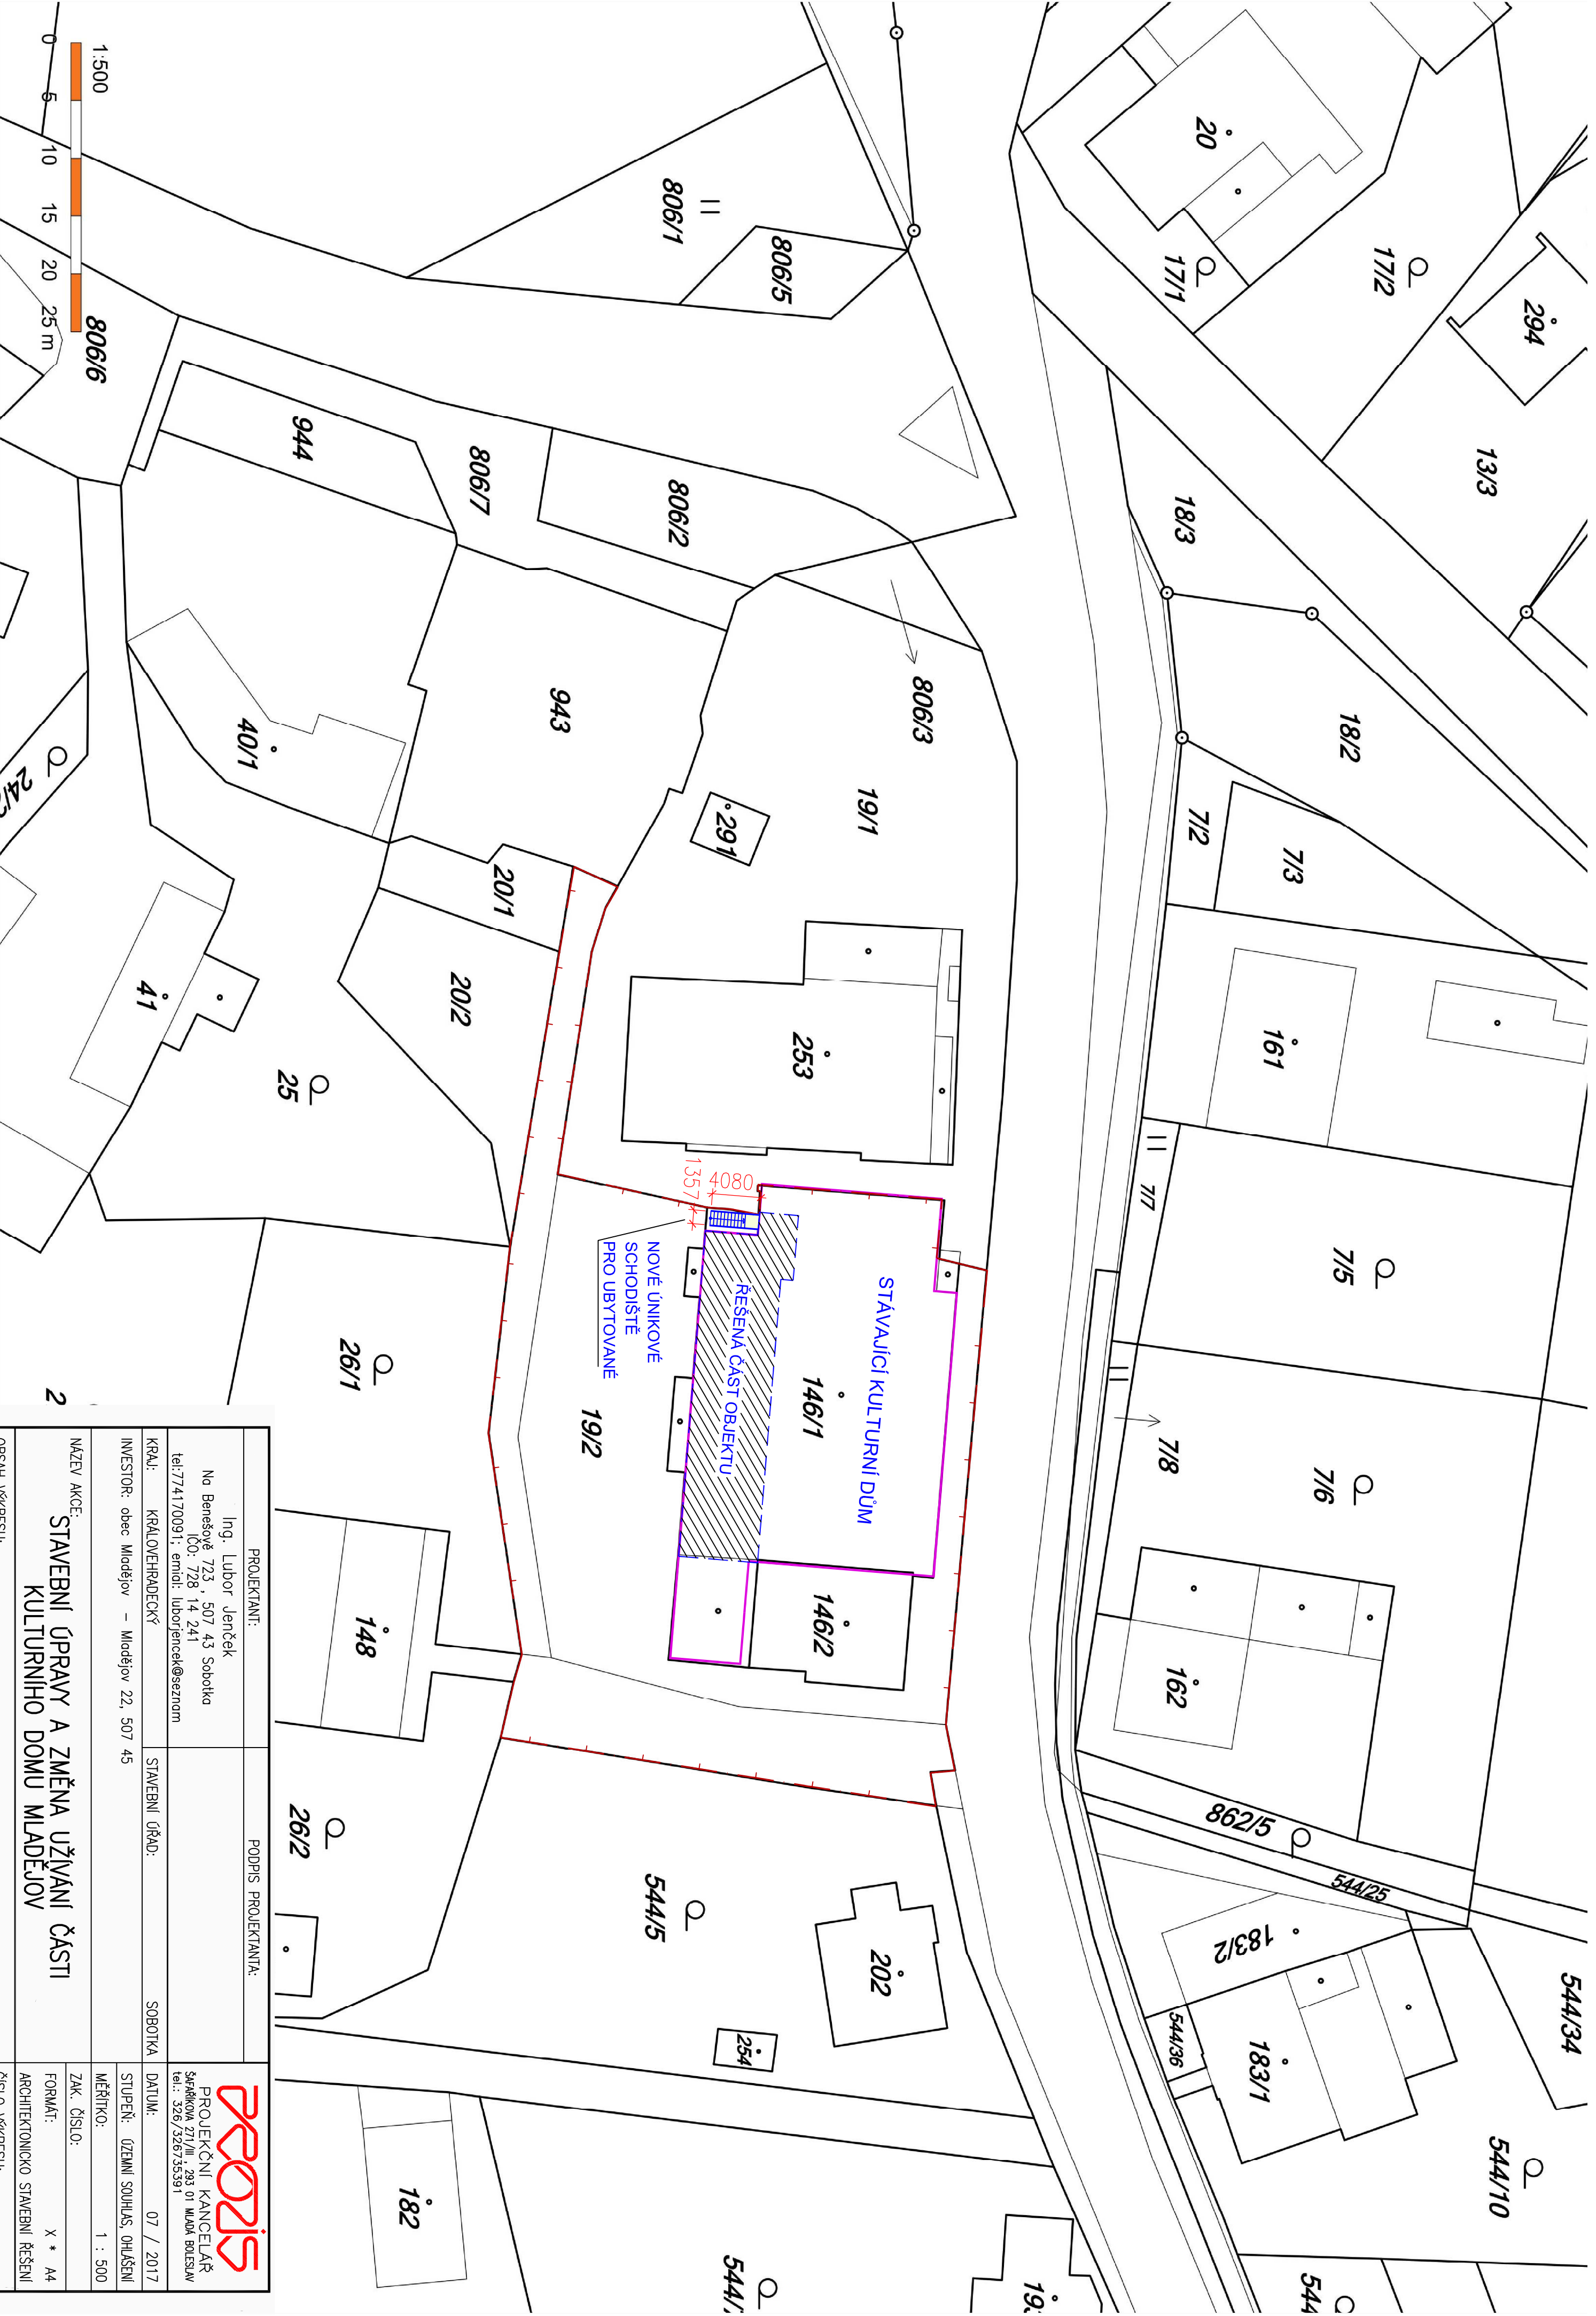 1:500
0 5 10 15 20 25 m
544/34
544/10
544
294
13/3
17/2
17/1
20
18/3
18/2
7/2
7/3
161
7/7
7/5
7/8
7/6
162
862/5
544/25
183/2
183/1
544/36
806/1
806/5
806/6
806/7
806/2
806/3
944
943
40/1
41
25
20/1
20/2
19/1
291
253
4080
1357
STÁVAJÍCÍ KULTURNÍ DŮM
146/1
ŘEŠENÁ ČÁST OBJEKTU
NOVÉ ÚNIKOVÉ
SCHODIŠTĚ
PRO UBYTOVANÉ
19/2
146/2
26/1
148
26/2
544/5
202
254
182
2
PROJEKTANT:
PODPIS PROJEKTANTA:
Ing. Lubor Jenček
Na Benešově 723 , 507 43 Sobotka
IČO: 728 14 241
tel:774170091; emial: luborjencek@seznam
KRAJ: KRÁLOVEHRADECKÝ
STAVEBNÍ ÚŘAD: SOBOTKA
INVESTOR: obec Mladějov – Mladějov 22, 507 45
NÁZEV AKCE:
STAVEBNÍ ÚPRAVY A ZMĚNA UŽÍVÁNÍ ČÁSTI
KULTURNÍHO DOMU MLADĚJOV
OBSAH VÝKRESU:
PROZIS
PROJEKČNÍ KANCELÁŘ
ŠAFAŘÍKOVA 271/III , 293 01 MLADÁ BOLESLAV
tel.: 326/326735391
DATUM: 07 / 2017
STUPEŇ: ÚZEMNÍ SOUHLAS, OHLÁŠENÍ
MĚŘÍTKO: 1 : 500
ZAK. ČÍSLO:
FORMÁT: X * A4
ARCHITEKTONICKO STAVEBNÍ ŘEŠENÍ
ČÍSLO VÝKRESU: